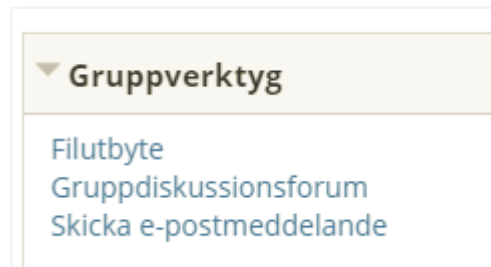 Gruppverktyg
Filutbyte
Gruppdiskussionsforum
Skicka e-postmeddelande